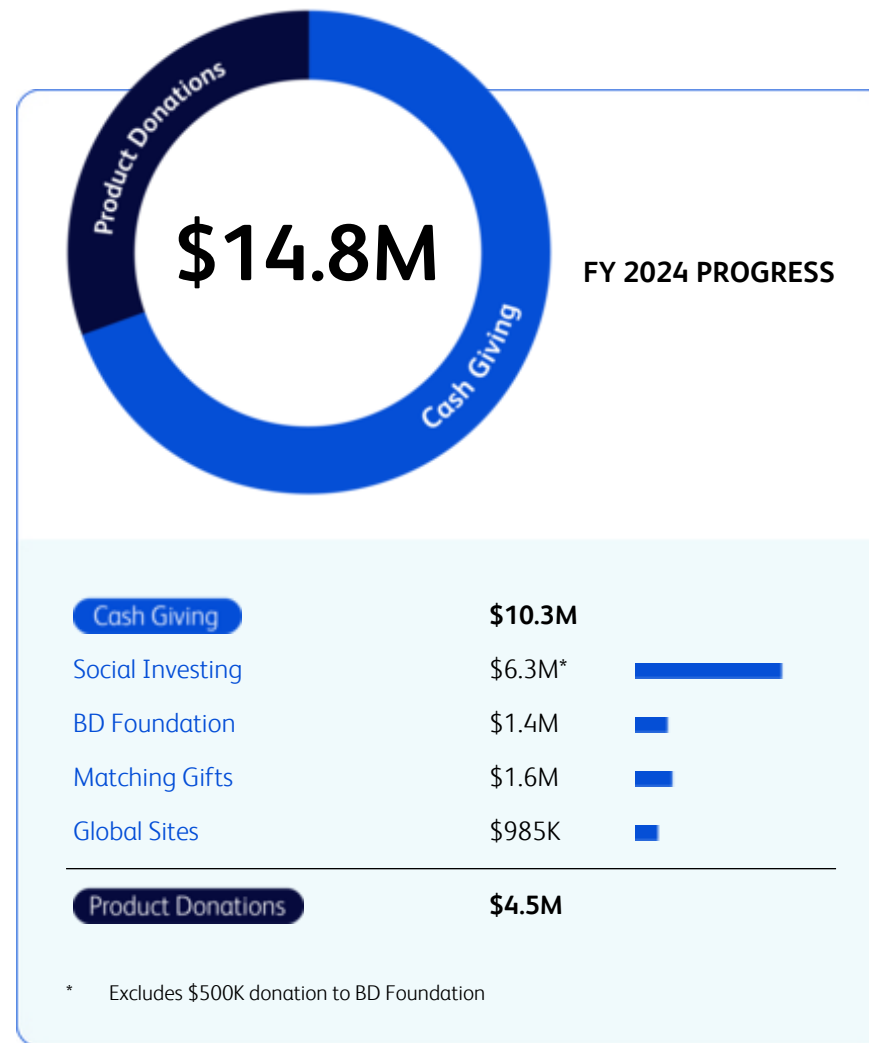 Product Donations
$14.8M
FY 2024 PROGRESS
Cash Giving
Cash Giving $10.3M
Social Investing $6.3M*
BD Foundation $1.4M
Matching Gifts $1.6M
Global Sites $985K
Product Donations $4.5M
* Excludes $500K donation to BD Foundation